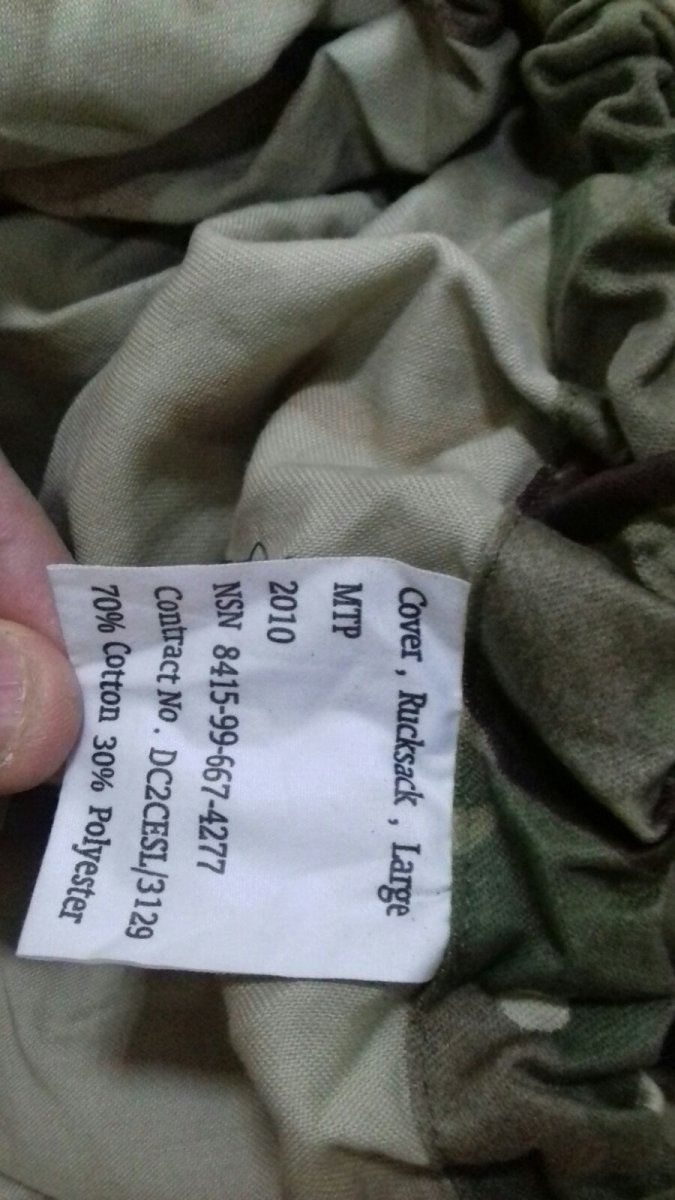 Cover , Rucksack , Large
MTP
2010
NSN 8415-99-667-4277
Contract No . DC2CESL/3129
70% Cotton 30% Polyester